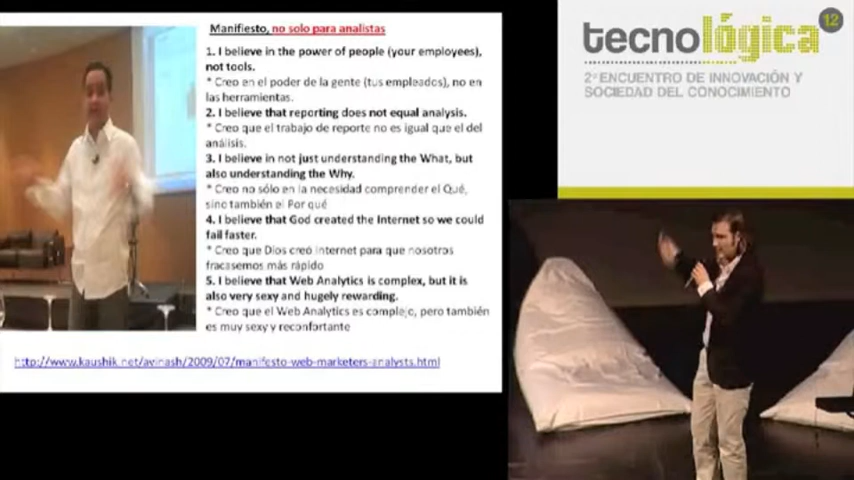 Manifiesto, no solo para analistas
1. I believe in the power of people (your employees),
not tools.
* Creo en el poder de la gente (tus empleados), no en
las herramientas.
2. I believe that reporting does not equal analysis.
* Creo que el trabajo de reporte no es igual que el del
análisis.
3. I believe in not just understanding the What, but
also understanding the Why.
* Creo no sólo en la necesidad comprender el Qué,
sino también el Por qué
4. I believe that God created the Internet so we could
fail faster.
* Creo que Dios creó internet para que nosotros
fracasemos más rápido
5. I believe that Web Analytics is complex, but it is
also very sexy and hugely rewarding.
* Creo que el Web Analytics es complejo, pero también
es muy sexy y reconfortante
http://www.kaushik.net/avinash/2009/07/manifesto-web-marketers-analysts.html
tecnológica 12
2º ENCUENTRO DE INNOVACIÓN Y
SOCIEDAD DEL CONOCIMIENTO